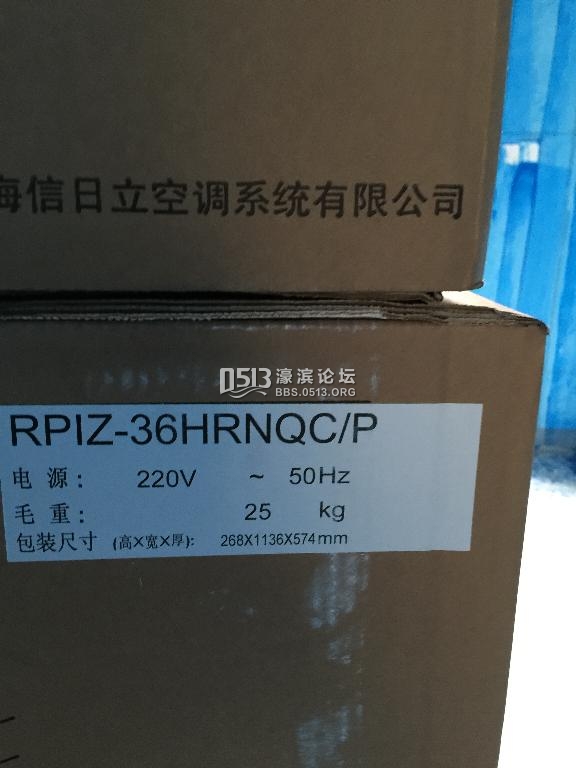 海信日立空调系统有限公司
0513 濠滨论坛
BBS.0513.ORG
RPIZ-36HRNQC/P
电 源: 220V ~ 50Hz
毛 重: 25 kg
包装尺寸 (高X宽X厚): 268X1136X574mm